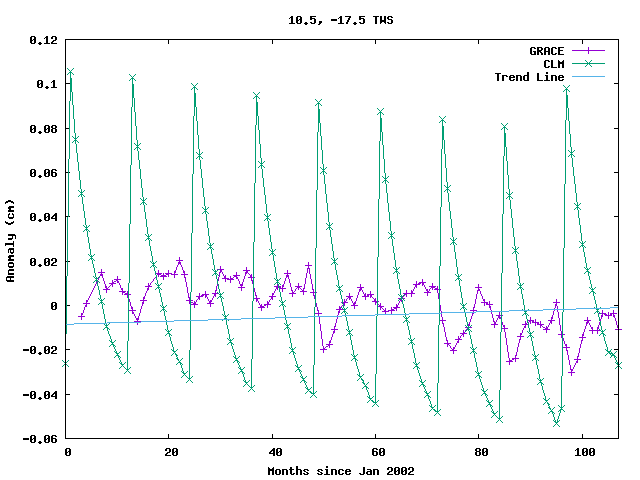 10.5, -17.5 TWS
GRACE
CLM
Trend Line
0.12
0.1
0.08
0.06
0.04
0.02
0
-0.02
-0.04
-0.06
Anomaly (cm)
0 20 40 60 80 100
Months since Jan 2002